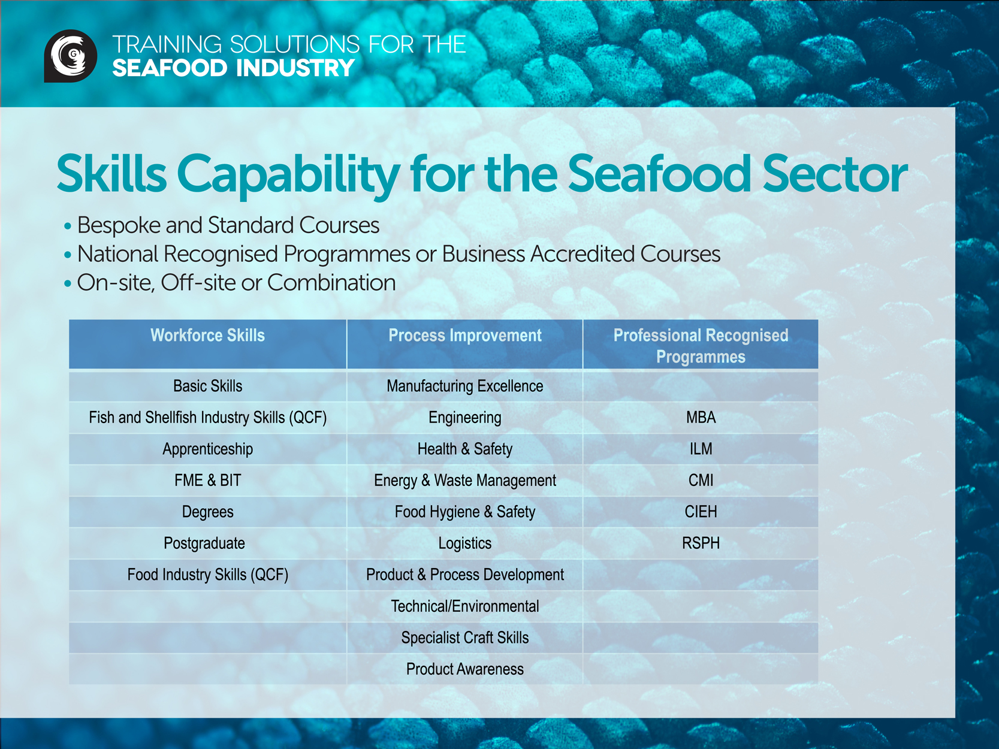 G
TRAINING SOLUTIONS FOR THE
SEAFOOD INDUSTRY
Skills Capability for the Seafood Sector
• Bespoke and Standard Courses
• National Recognised Programmes or Business Accredited Courses
• On-site, Off-site or Combination
Workforce Skills Process Improvement Professional Recognised
Programmes
Basic Skills Manufacturing Excellence
Fish and Shellfish Industry Skills (QCF) Engineering MBA
Apprenticeship Health & Safety ILM
FME & BIT Energy & Waste Management CMI
Degrees Food Hygiene & Safety CIEH
Postgraduate Logistics RSPH
Food Industry Skills (QCF) Product & Process Development
Technical/Environmental
Specialist Craft Skills
Product Awareness